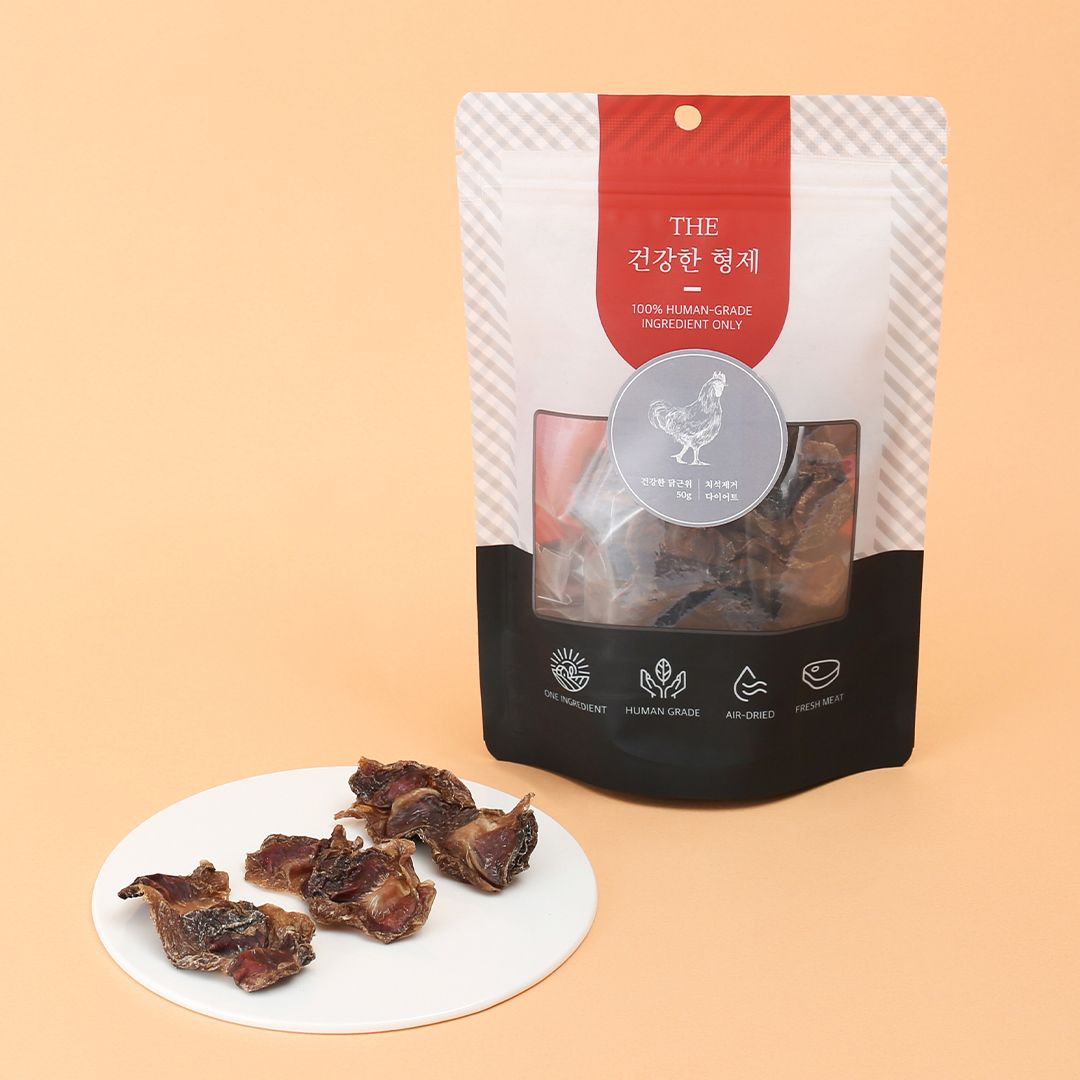 THE
건강한 형제
100% HUMAN-GRADE
INGREDIENT ONLY
건강한 닭근위
50g
치석제거
다이어트
ONE INGREDIENT
HUMAN GRADE
AIR-DRIED
FRESH MEAT